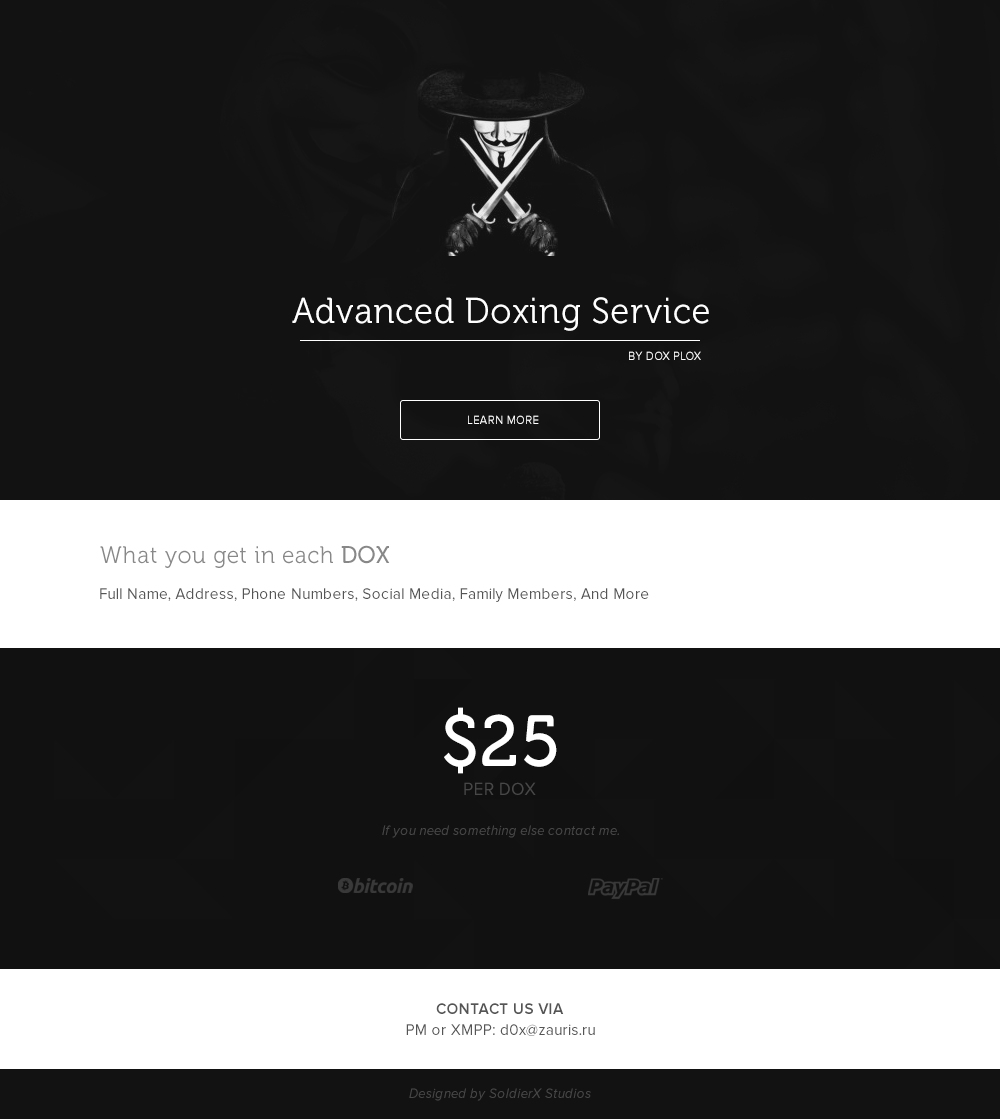 Advanced Doxing Service
BY DOX PLOX
LEARN MORE
What you get in each DOX
Full Name, Address, Phone Numbers, Social Media, Family Members, And More
$25
PER DOX
If you need something else contact me.
bitcoin
PayPal
CONTACT US VIA
PM or XMPP: d0x@zauris.ru
Designed by SoldierX Studios